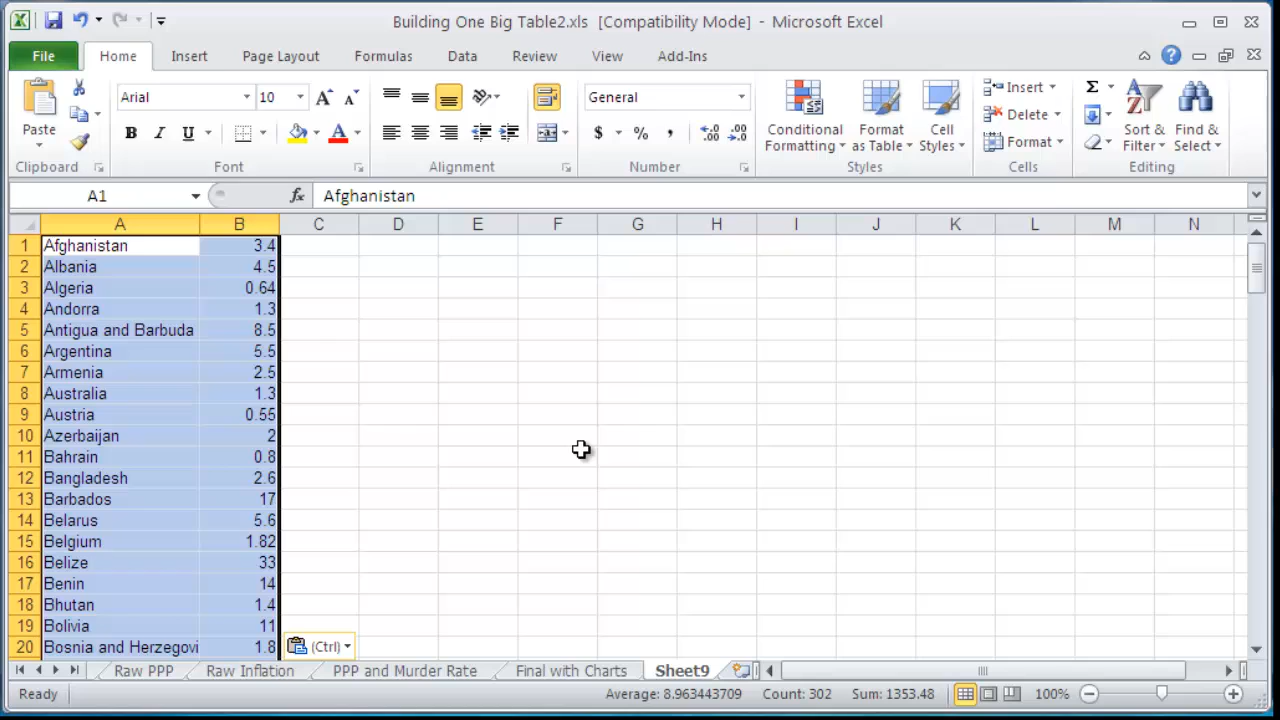 Building One Big Table2.xls [Compatibility Mode] - Microsoft Excel
File Home Insert Page Layout Formulas Data Review View Add-Ins
Paste
Arial 10
B I U A
General
$ % ,
Conditional Formatting
Format as Table
Cell Styles
Insert
Delete
Format
Σ
Sort & Filter
Find & Select
Clipboard Font Alignment Number Styles Cells Editing
A1 fx Afghanistan
A B C D E F G H I J K L M N
1 Afghanistan 3.4
2 Albania 4.5
3 Algeria 0.64
4 Andorra 1.3
5 Antigua and Barbuda 8.5
6 Argentina 5.5
7 Armenia 2.5
8 Australia 1.3
9 Austria 0.55
10 Azerbaijan 2
11 Bahrain 0.8
12 Bangladesh 2.6
13 Barbados 17
14 Belarus 5.6
15 Belgium 1.82
16 Belize 33
17 Benin 14
18 Bhutan 1.4
19 Bolivia 11
20 Bosnia and Herzegovi 1.8 (Ctrl)
Raw PPP Raw Inflation PPP and Murder Rate Final with Charts Sheet9
Ready Average: 8.963443709 Count: 302 Sum: 1353.48 100%